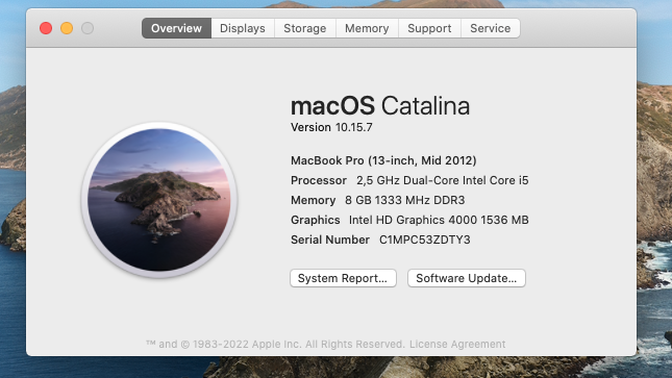 Overview Displays Storage Memory Support Service
macOS Catalina
Version 10.15.7
MacBook Pro (13-inch, Mid 2012)
Processor 2,5 GHz Dual-Core Intel Core i5
Memory 8 GB 1333 MHz DDR3
Graphics Intel HD Graphics 4000 1536 MB
Serial Number C1MPC53ZDTY3
System Report... Software Update...
™ and © 1983-2022 Apple Inc. All Rights Reserved. License Agreement